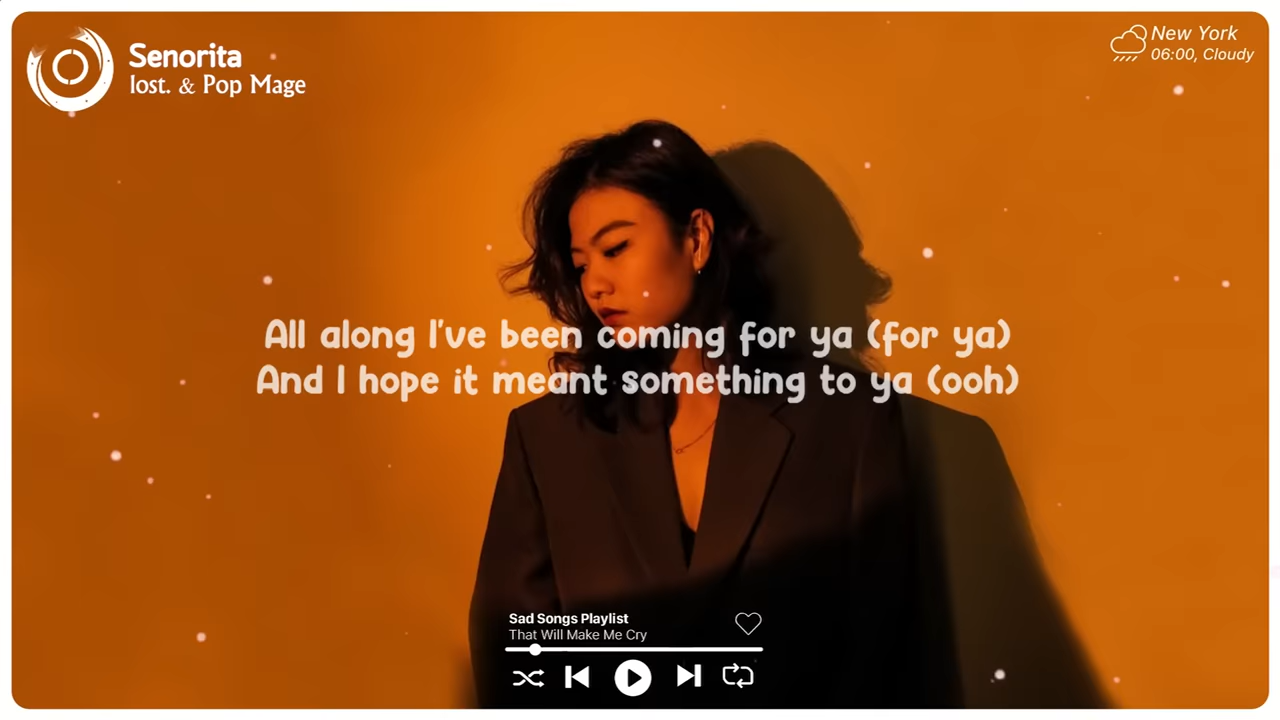 Senorita
lost. & Pop Mage
New York
06:00, Cloudy
All along I've been coming for ya (for ya)
And I hope it meant something to ya (ooh)
Sad Songs Playlist
That Will Make Me Cry